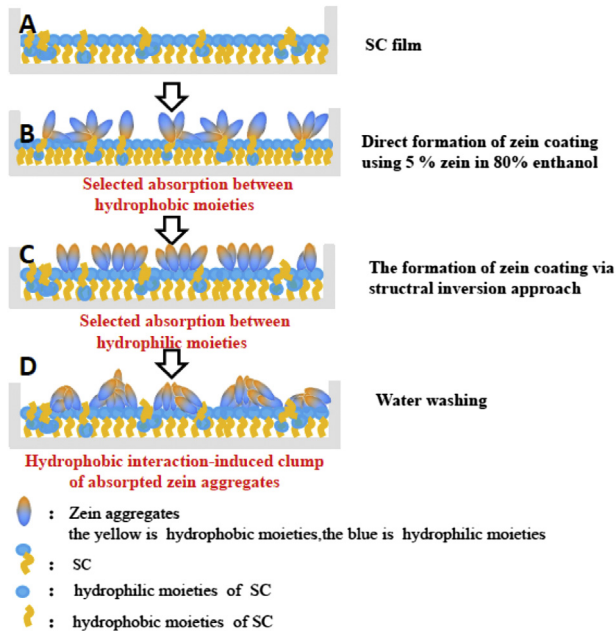 A
SC film
B
Direct formation of zein coating
using 5 % zein in 80% enthanol
Selected absorption between
hydrophobic moieties
C
The formation of zein coating via
structral inversion approach
Selected absorption between
hydrophilic moieties
D
Water washing
Hydrophobic interaction-induced clump
of absorpted zein aggregates
: Zein aggregates
the yellow is hydrophobic moieties,the blue is hydrophilic moieties
: SC
: hydrophilic moieties of SC
: hydrophobic moieties of SC